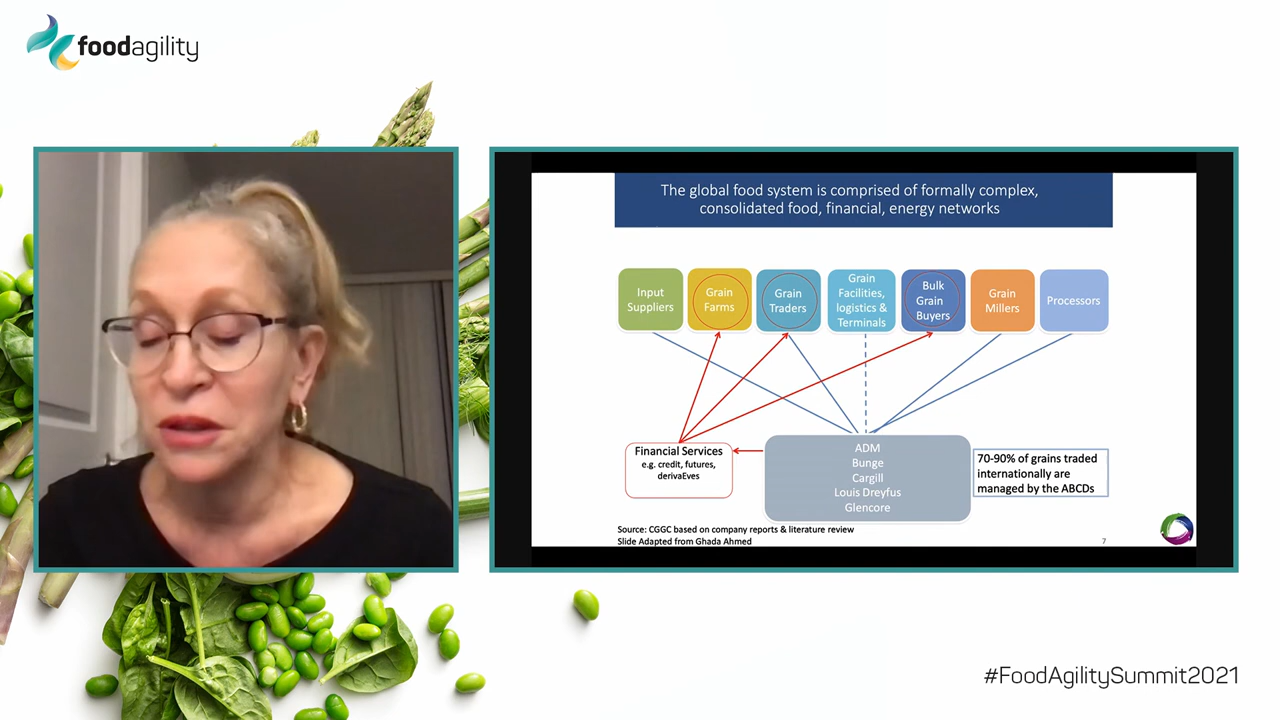 foodagility
The global food system is comprised of formally complex,
consolidated food, financial, energy networks
Input
Suppliers
Grain
Farms
Grain
Traders
Grain
Facilities,
logistics &
Terminals
Bulk
Grain
Buyers
Grain
Millers
Processors
Financial Services
e.g. credit, futures,
derivaEves
ADM
Bunge
Cargill
Louis Dreyfus
Glencore
70-90% of grains traded
internationally are
managed by the ABCDs
Source: CGGC based on company reports & literature review
Slide Adapted from Ghada Ahmed
7
#FoodAgilitySummit2021